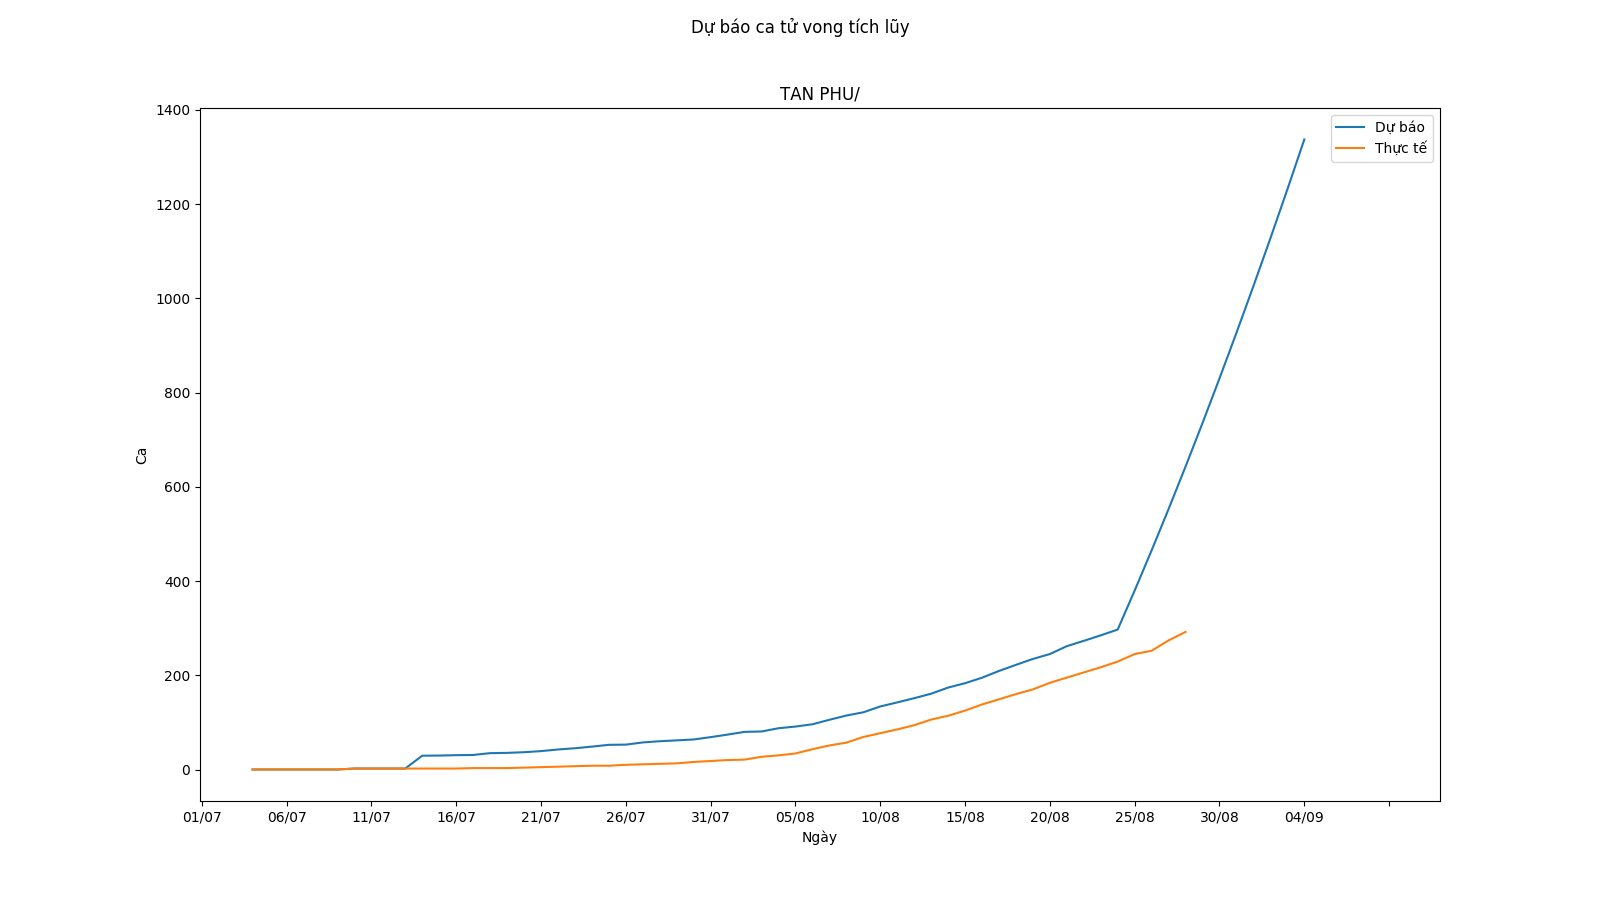 Dự báo ca tử vong tích lũy
TAN PHU/
1400
1200
1000
800
600
400
200
0
Ca
Dự báo
Thực tế
01/07 06/07 11/07 16/07 21/07 26/07 31/07 05/08 10/08 15/08 20/08 25/08 30/08 04/09
Ngày